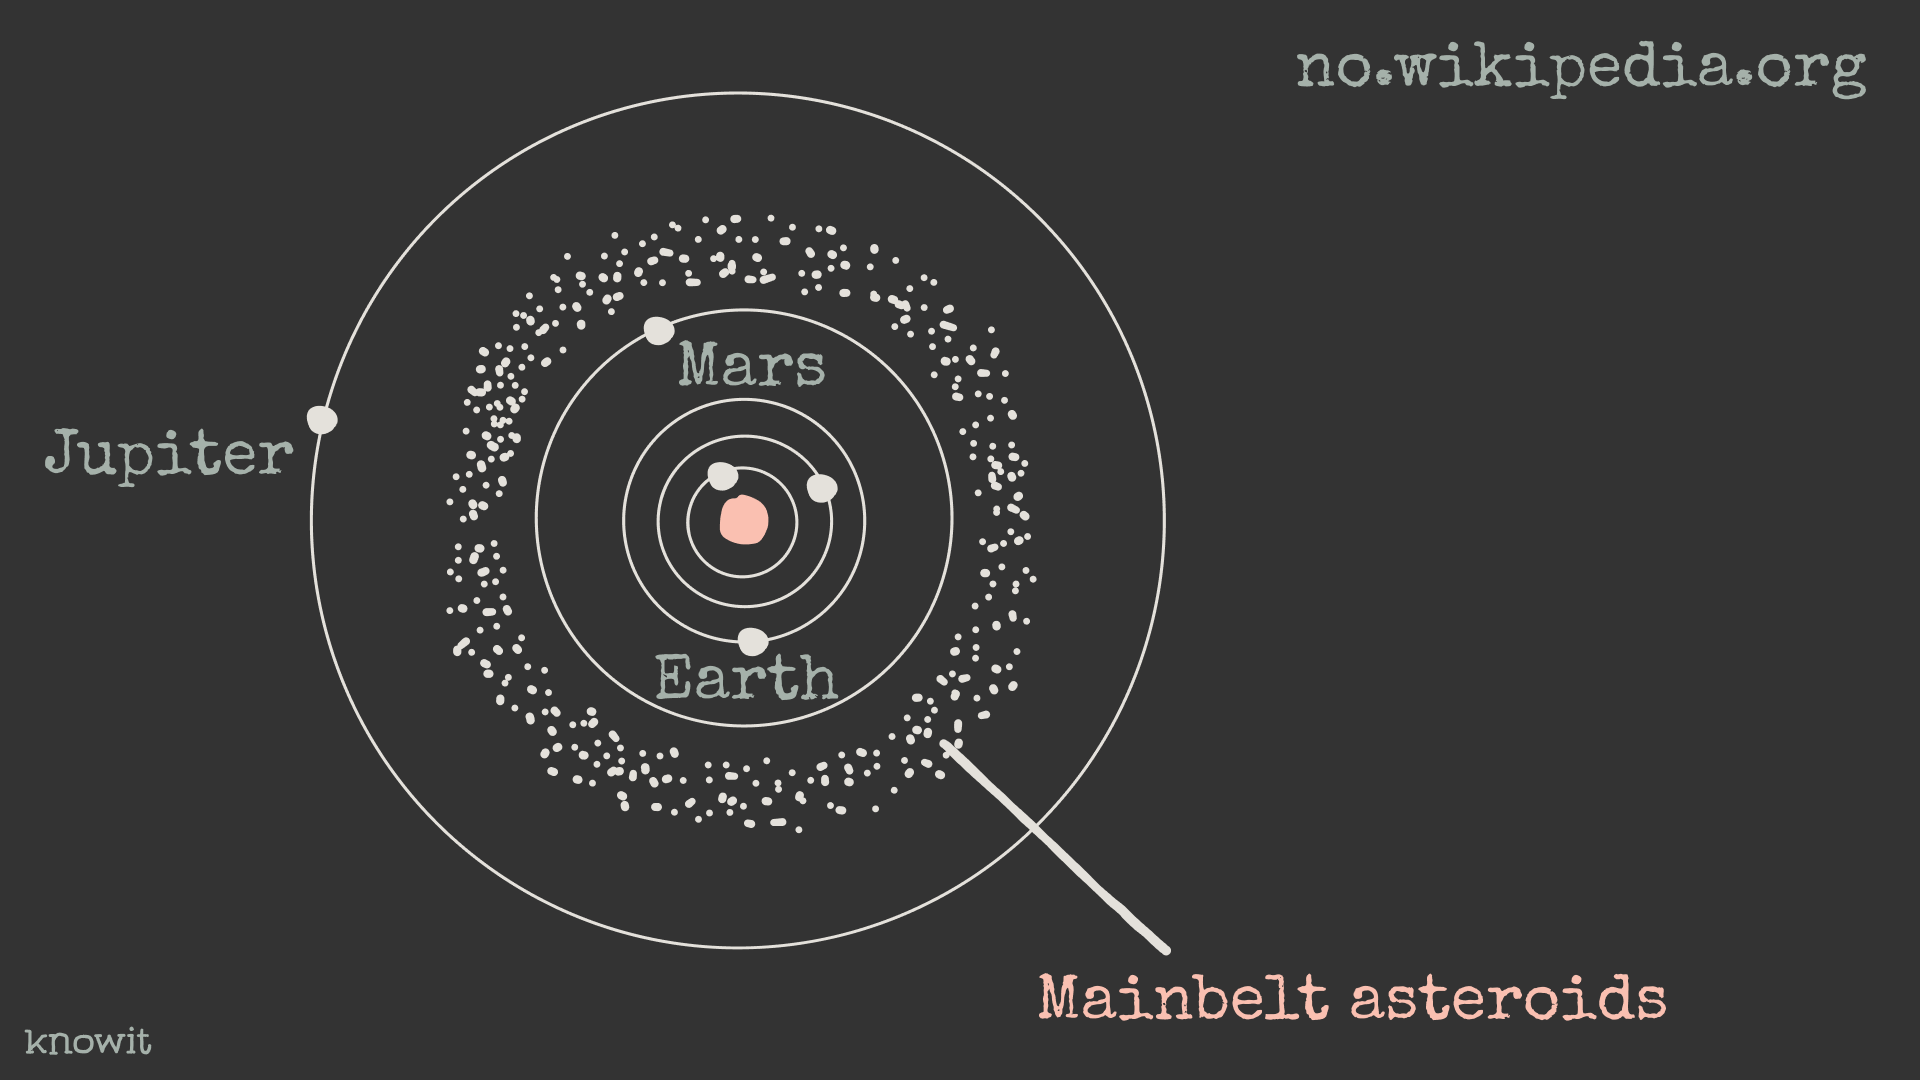 no.wikipedia.org
Mars
Jupiter
Earth
Mainbelt asteroids
knowit